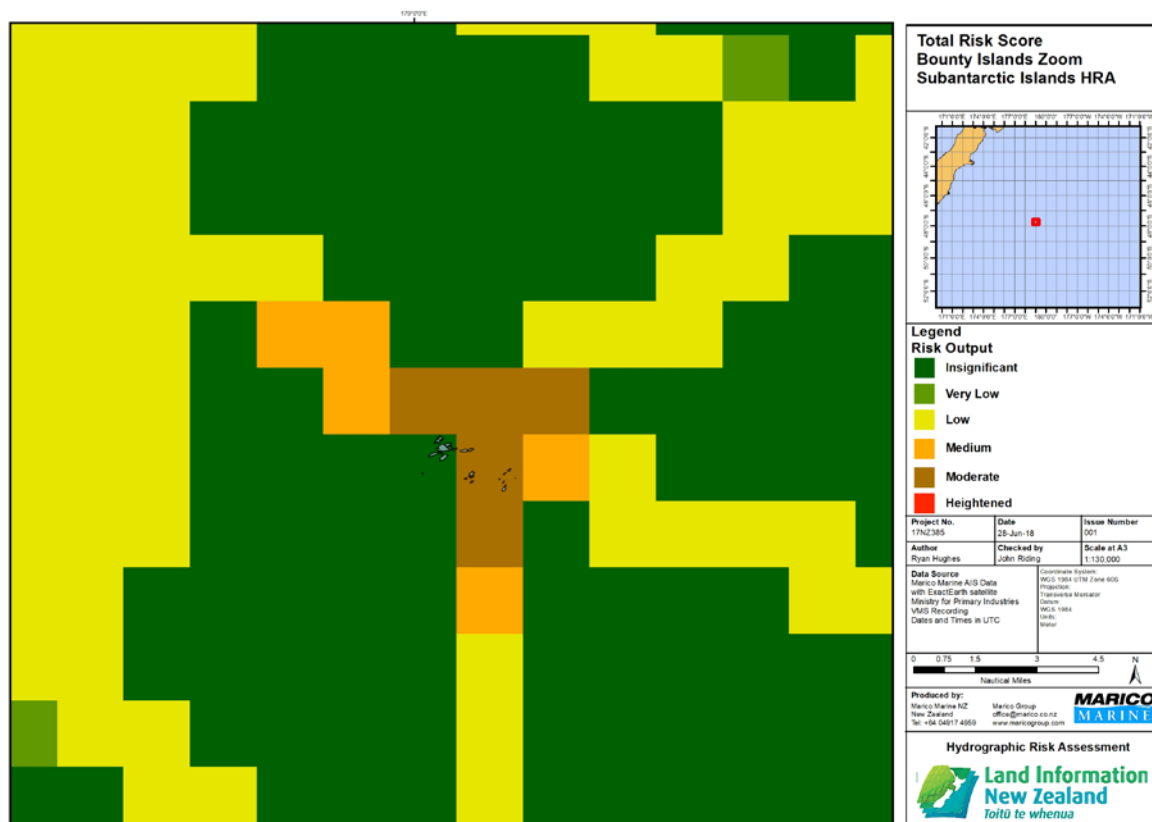 179°0'0"E
Total Risk Score
Bounty Islands Zoom
Subantarctic Islands HRA
Legend
Risk Output
Insignificant
Very Low
Low
Medium
Moderate
Heightened
Project No.
17NZ385
Date
28-Jun-18
Issue Number
001
Author
Ryan Hughes
Checked by
John Riding
Scale at A3
1:130,000
Data Source
Marico Marine AIS Data
with ExactEarth satellite
Ministry for Primary Industries
VMS Recording
Dates and Times in UTC
Coordinate System:
WGS 1984 UTM Zone 60S
Projection:
Transverse Mercator
Datum:
WGS 1984
Units:
Meter
0 0.75 1.5 3 4.5
N
Nautical Miles
Produced by:
Marico Marine NZ
New Zealand
Tel: +64 04917 4959
Marico Group
office@marico.co.nz
www.maricogroup.com
MARICO
MARINE
Hydrographic Risk Assessment
Land Information
New Zealand
Toitū te whenua